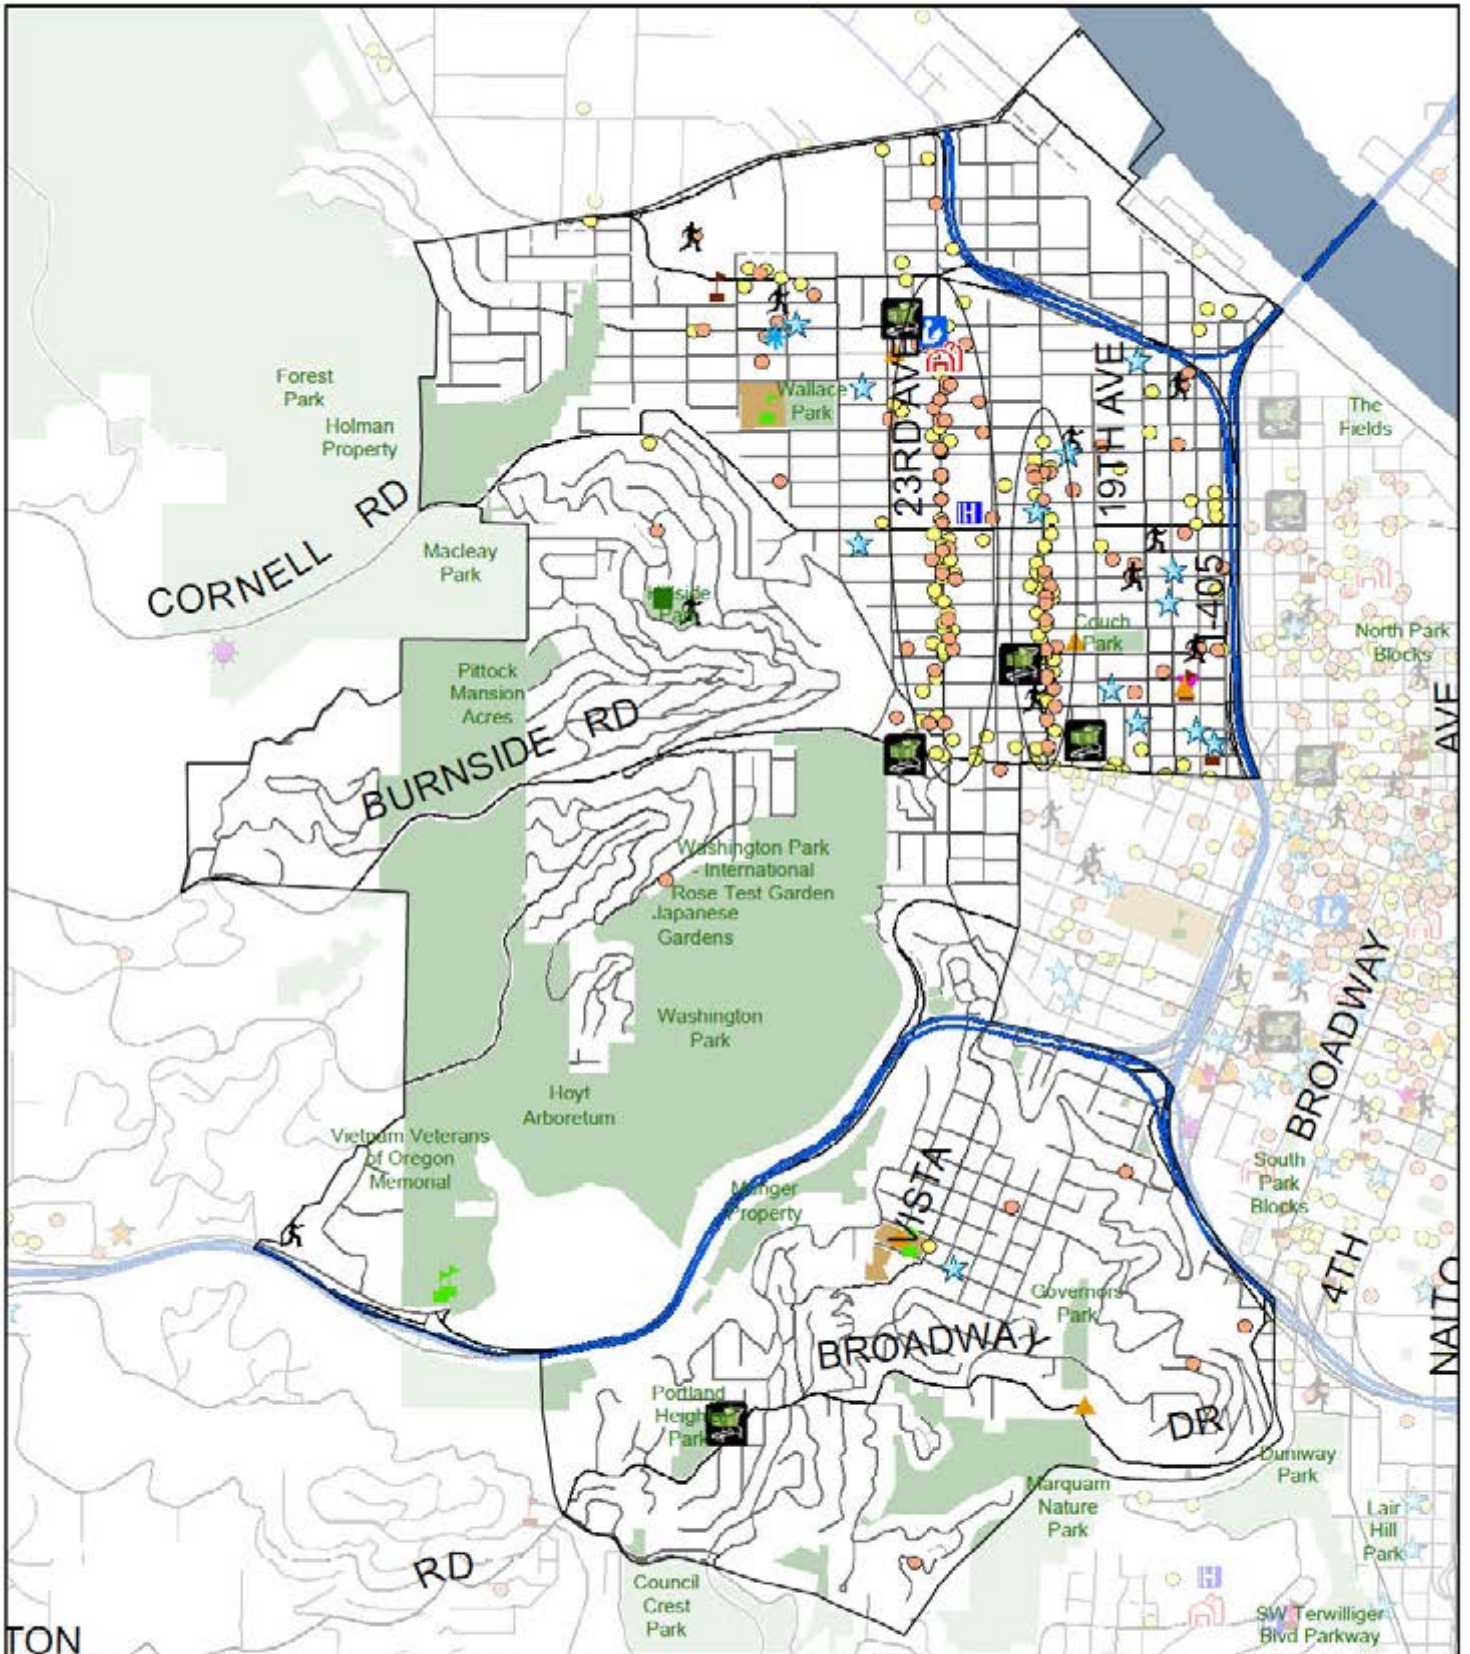 Forest
Park
Holman
Property
Wallace
Park
23RD AVE
19TH AVE
The
Fields
CORNELL RD
Macleay
Park
Hillside
Park
I-405
Couch
Park
North Park
Blocks
Pittock
Mansion
Acres
BURNSIDE RD
AVE
Washington Park
- International
Rose Test Garden
Japanese
Gardens
Washington
Park
Hoyt
Arboretum
BROADWAY
Vietnam Veterans
of Oregon
Memorial
Munger
Property
VISTA
South
Park
Blocks
4TH
NAITO
Governors
Park
BROADWAY
DR
Portland
Heights
Park
Duniway
Park
Marquam
Nature
Park
Lair
Hill
Park
RD
Council
Crest
Park
SW Terwilliger
Blvd Parkway
TON
H
H